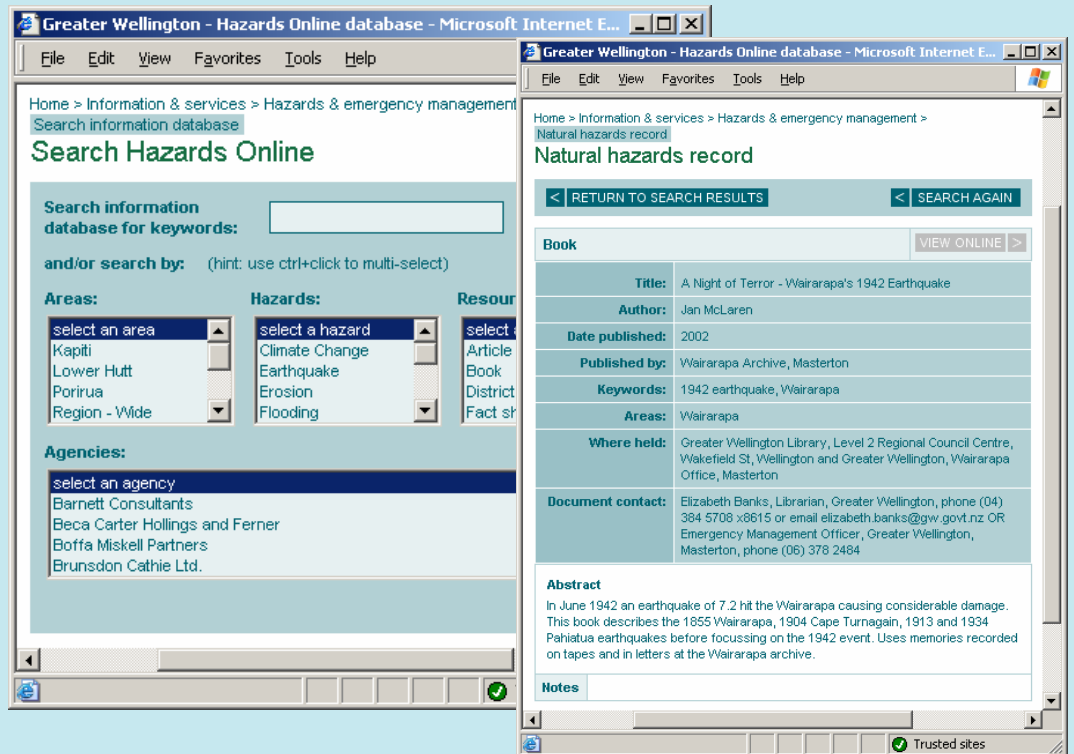 Greater Wellington - Hazards Online database - Microsoft Internet E...
File Edit View Favorites Tools Help
Home > Information & services > Hazards & emergency management
Search information database
Search Hazards Online
Search information
database for keywords:
and/or search by: (hint: use ctrl+click to multi-select)
Areas:
select an area
Kapiti
Lower Hutt
Porirua
Region - Wide
Hazards:
select a hazard
Climate Change
Earthquake
Erosion
Flooding
Resour
select
Article
Book
District
Fact sh
Agencies:
select an agency
Barnett Consultants
Beca Carter Hollings and Ferner
Boffa Miskell Partners
Brunsdon Cathie Ltd.
Greater Wellington - Hazards Online database - Microsoft Internet E...
File Edit View Favorites Tools Help
Home > Information & services > Hazards & emergency management >
Natural hazards record
Natural hazards record
< RETURN TO SEARCH RESULTS < SEARCH AGAIN
Book VIEW ONLINE >
Title: A Night of Terror - Wairarapa's 1942 Earthquake
Author: Jan McLaren
Date published: 2002
Published by: Wairarapa Archive, Masterton
Keywords: 1942 earthquake, Wairarapa
Areas: Wairarapa
Where held: Greater Wellington Library, Level 2 Regional Council Centre,
Wakefield St, Wellington and Greater Wellington, Wairarapa
Office, Masterton
Document contact: Elizabeth Banks, Librarian, Greater Wellington, phone (04)
384 5708 x8615 or email elizabeth.banks@gw.govt.nz OR
Emergency Management Officer, Greater Wellington,
Masterton, phone (06) 378 2484
Abstract
In June 1942 an earthquake of 7.2 hit the Wairarapa causing considerable damage.
This book describes the 1855 Wairarapa, 1904 Cape Turnagain, 1913 and 1934
Pahiatua earthquakes before focussing on the 1942 event. Uses memories recorded
on tapes and in letters at the Wairarapa archive.
Notes
Trusted sites